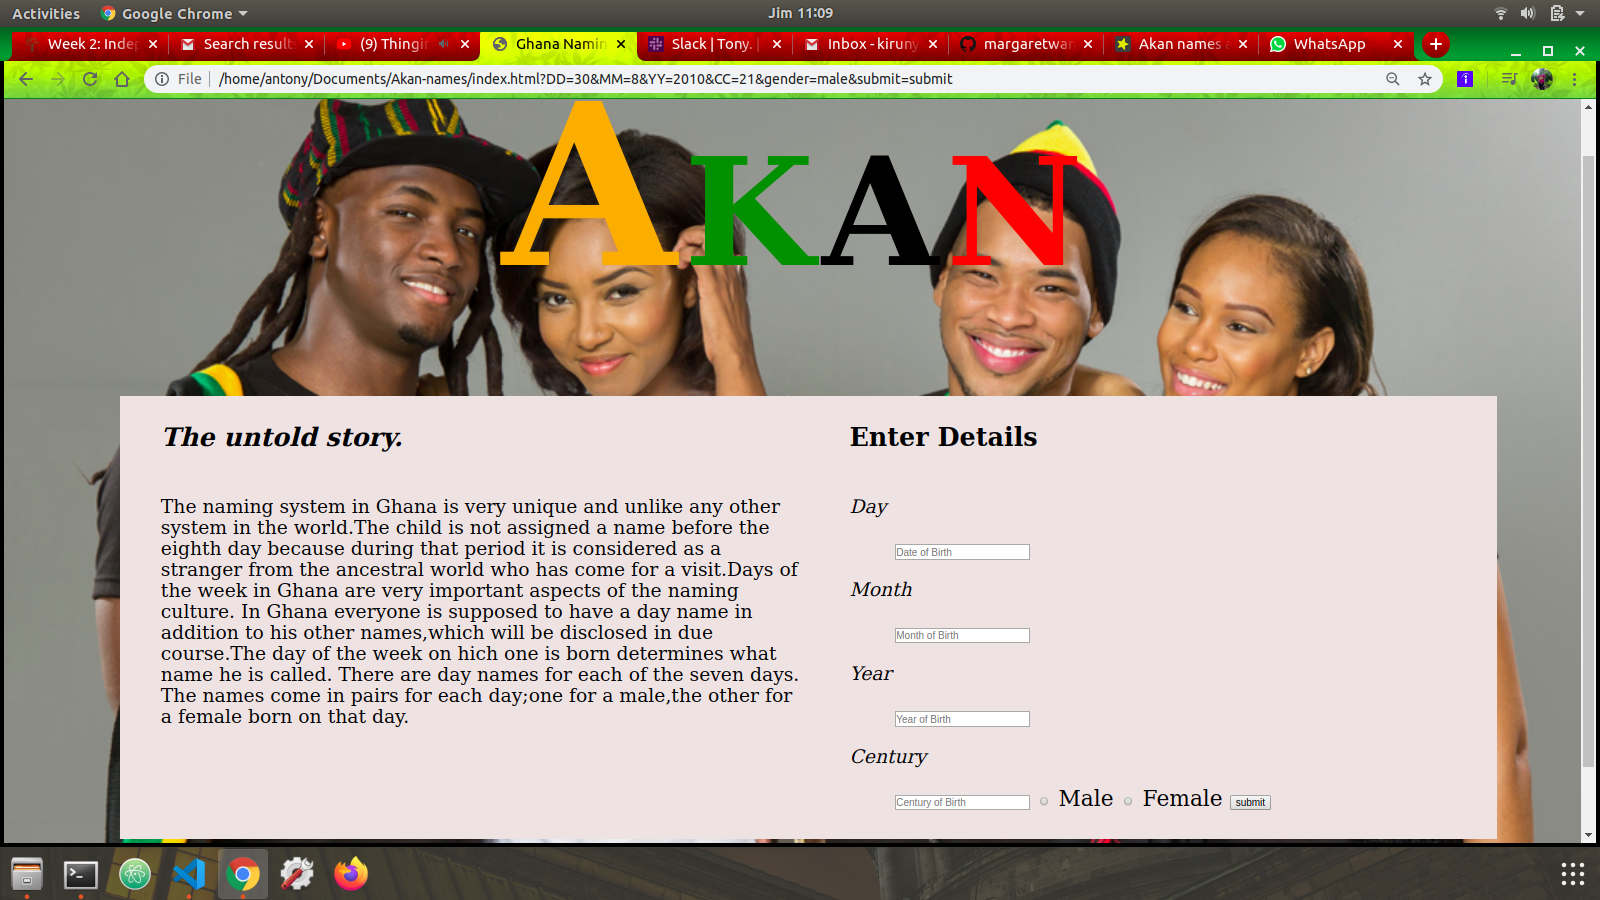 Activities
Google Chrome
Jim 11:09
Week 2: Indep
Search result
(9) Thingir
Ghana Namin
Slack | Tony. |
Inbox - kiruny
margaretwan
Akan names a
WhatsApp
File
/home/antony/Documents/Akan-names/index.html?DD=30&MM=8&YY=2010&CC=21&gender=male&submit=submit
AKAN
The untold story.
The naming system in Ghana is very unique and unlike any other
system in the world.The child is not assigned a name before the
eighth day because during that period it is considered as a
stranger from the ancestral world who has come for a visit.Days of
the week in Ghana are very important aspects of the naming
culture. In Ghana everyone is supposed to have a day name in
addition to his other names,which will be disclosed in due
course.The day of the week on hich one is born determines what
name he is called. There are day names for each of the seven days.
The names come in pairs for each day;one for a male,the other for
a female born on that day.
Enter Details
Day
Date of Birth
Month
Month of Birth
Year
Year of Birth
Century
Century of Birth
Male
Female
submit